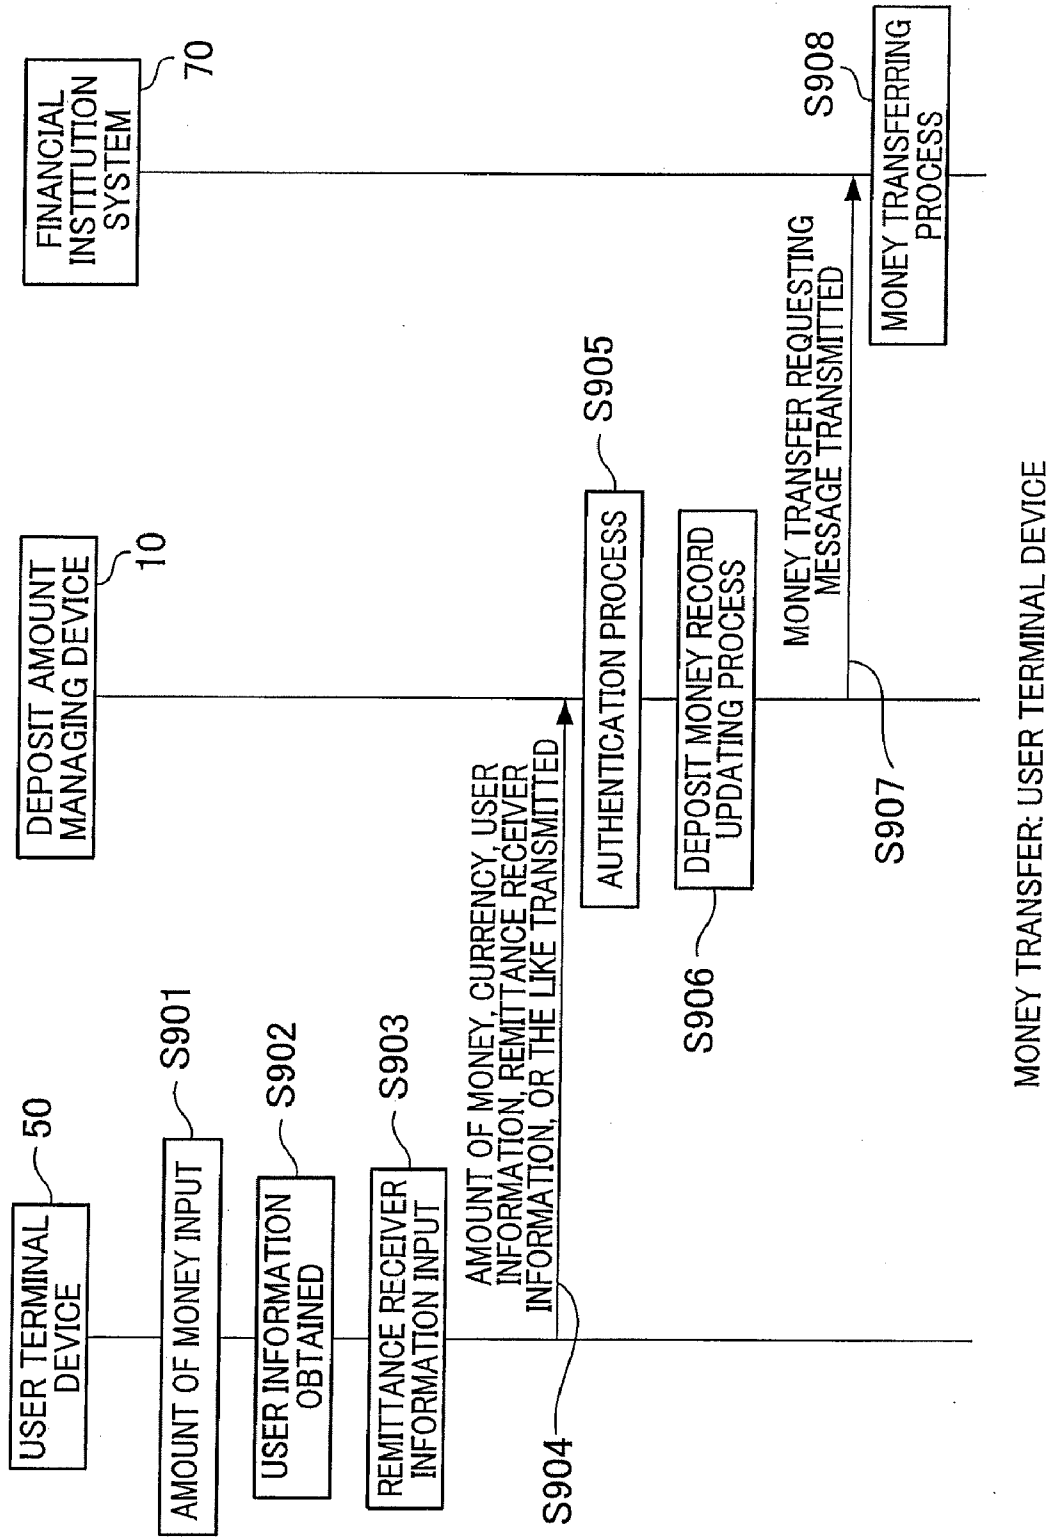 USER TERMINAL
DEVICE
50
DEPOSIT AMOUNT
MANAGING DEVICE
10
FINANCIAL
INSTITUTION
SYSTEM
70
AMOUNT OF MONEY INPUT
S901
USER INFORMATION
OBTAINED
S902
REMITTANCE RECEIVER
INFORMATION INPUT
S903
AMOUNT OF MONEY, CURRENCY, USER
INFORMATION, REMITTANCE RECEIVER
INFORMATION, OR THE LIKE TRANSMITTED
S904
AUTHENTICATION PROCESS
S905
DEPOSIT MONEY RECORD
UPDATING PROCESS
S906
MONEY TRANSFER REQUESTING
MESSAGE TRANSMITTED
S907
S908
MONEY TRANSFERRING
PROCESS
MONEY TRANSFER: USER TERMINAL DEVICE